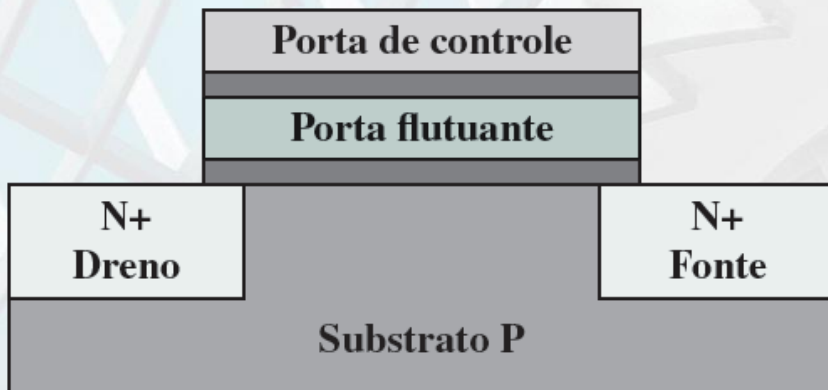 Porta de controle
Porta flutuante
N+
Dreno
N+
Fonte
Substrato P